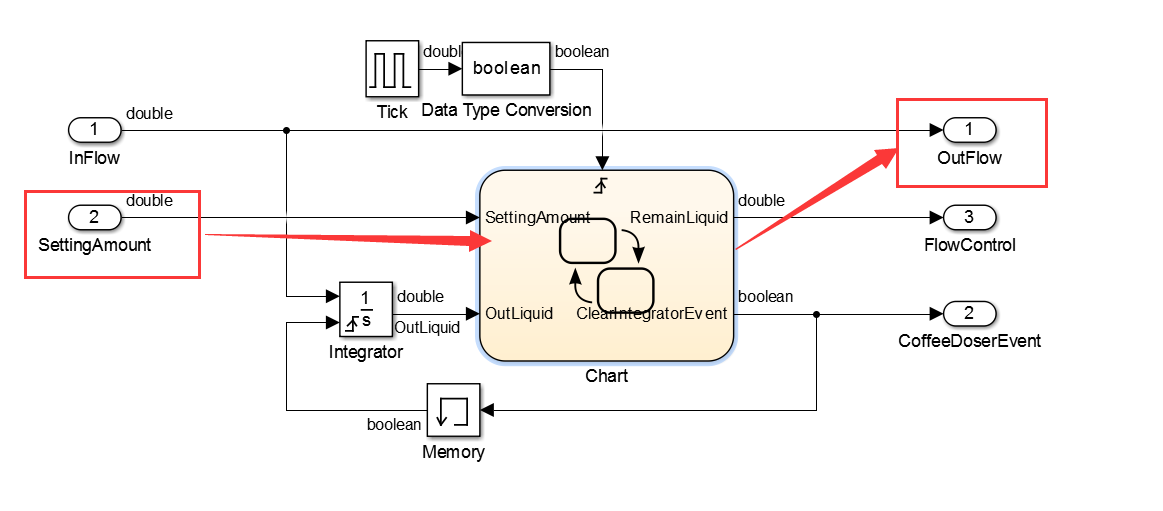 doubl
boolean
boolean
Tick
Data Type Conversion
double
1
InFlow
1
OutFlow
double
2
SettingAmount
SettingAmount
RemainLiquid
double
3
FlowControl
1
s
Integrator
double
OutLiquid
OutLiquid
ClearIntegratorEvent
boolean
2
CoffeeDoserEvent
Chart
boolean
Memory